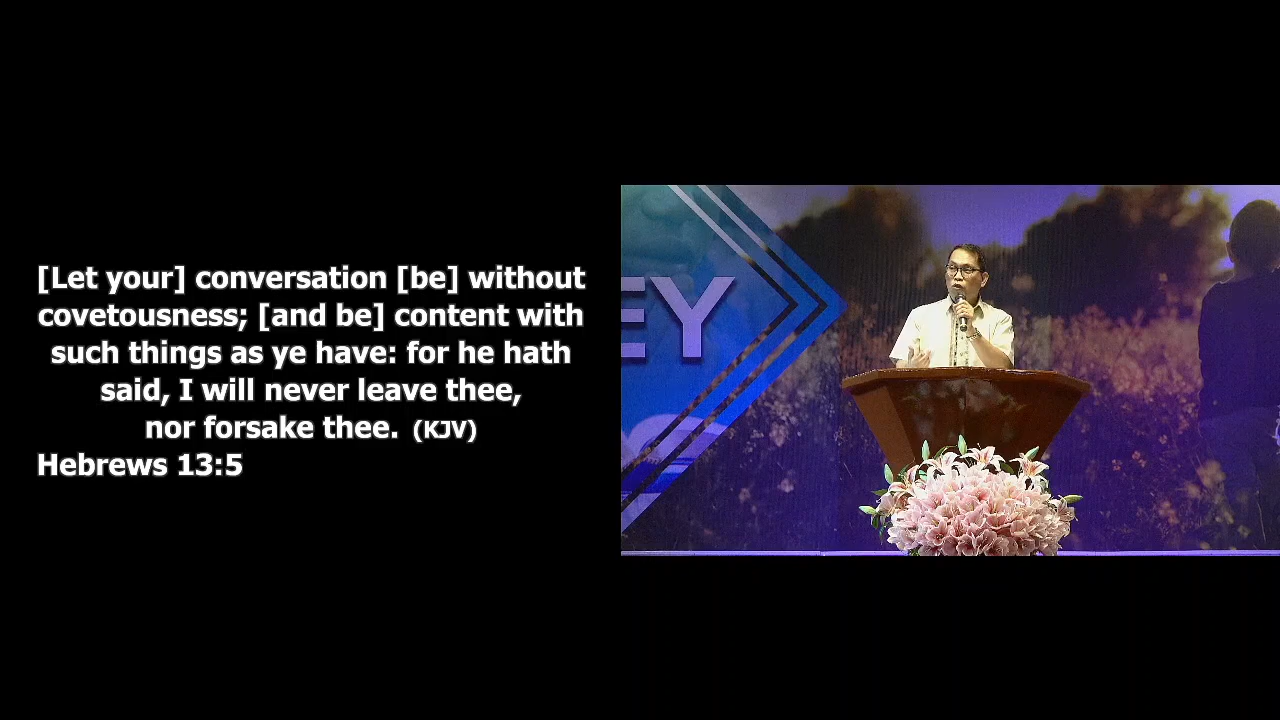 [Let your] conversation [be] without
covetousness; [and be] content with
such things as ye have: for he hath
said, I will never leave thee,
nor forsake thee. (KJV)
Hebrews 13:5
EY